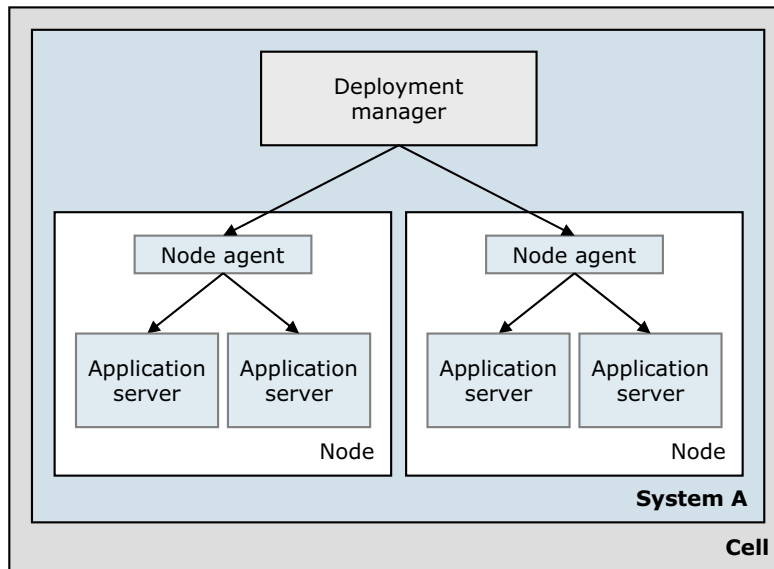 Deployment
manager
Node agent
Node agent
Application
server
Application
server
Application
server
Application
server
Node
Node
System A
Cell